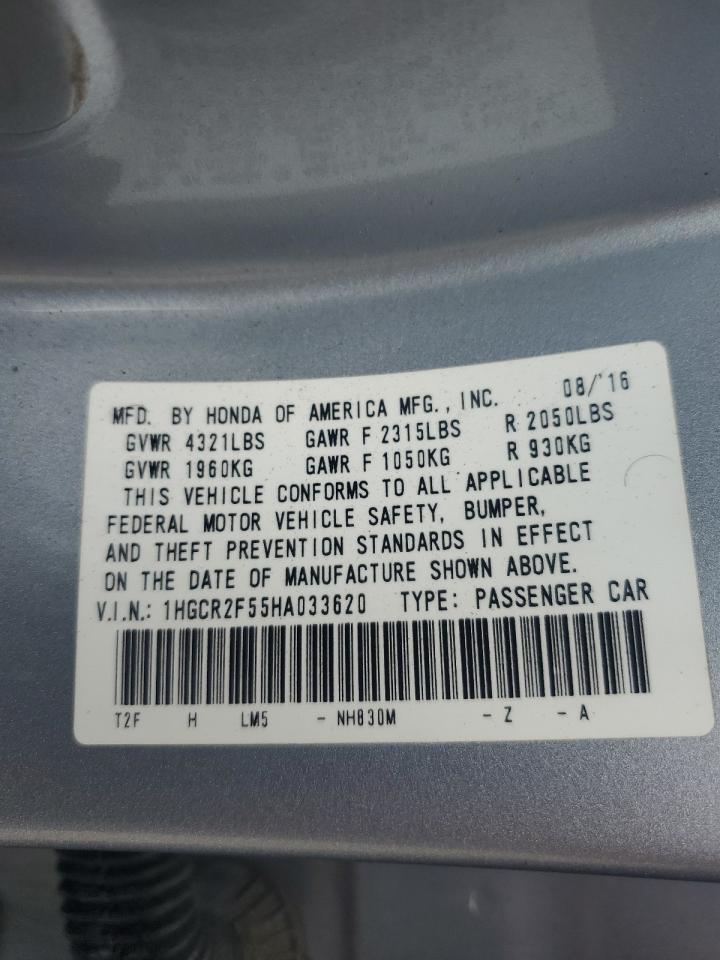 MFD. BY HONDA OF AMERICA MFG., INC. 08/'16
GVWR 4321LBS GAWR F 2315LBS R 2050LBS
GVWR 1960KG GAWR F 1050KG R 930KG
THIS VEHICLE CONFORMS TO ALL APPLICABLE
FEDERAL MOTOR VEHICLE SAFETY, BUMPER,
AND THEFT PREVENTION STANDARDS IN EFFECT
ON THE DATE OF MANUFACTURE SHOWN ABOVE.
V.I.N.: 1HGCR2F55HA033620 TYPE: PASSENGER CAR
T2F H LM5 - NH830M - Z - A